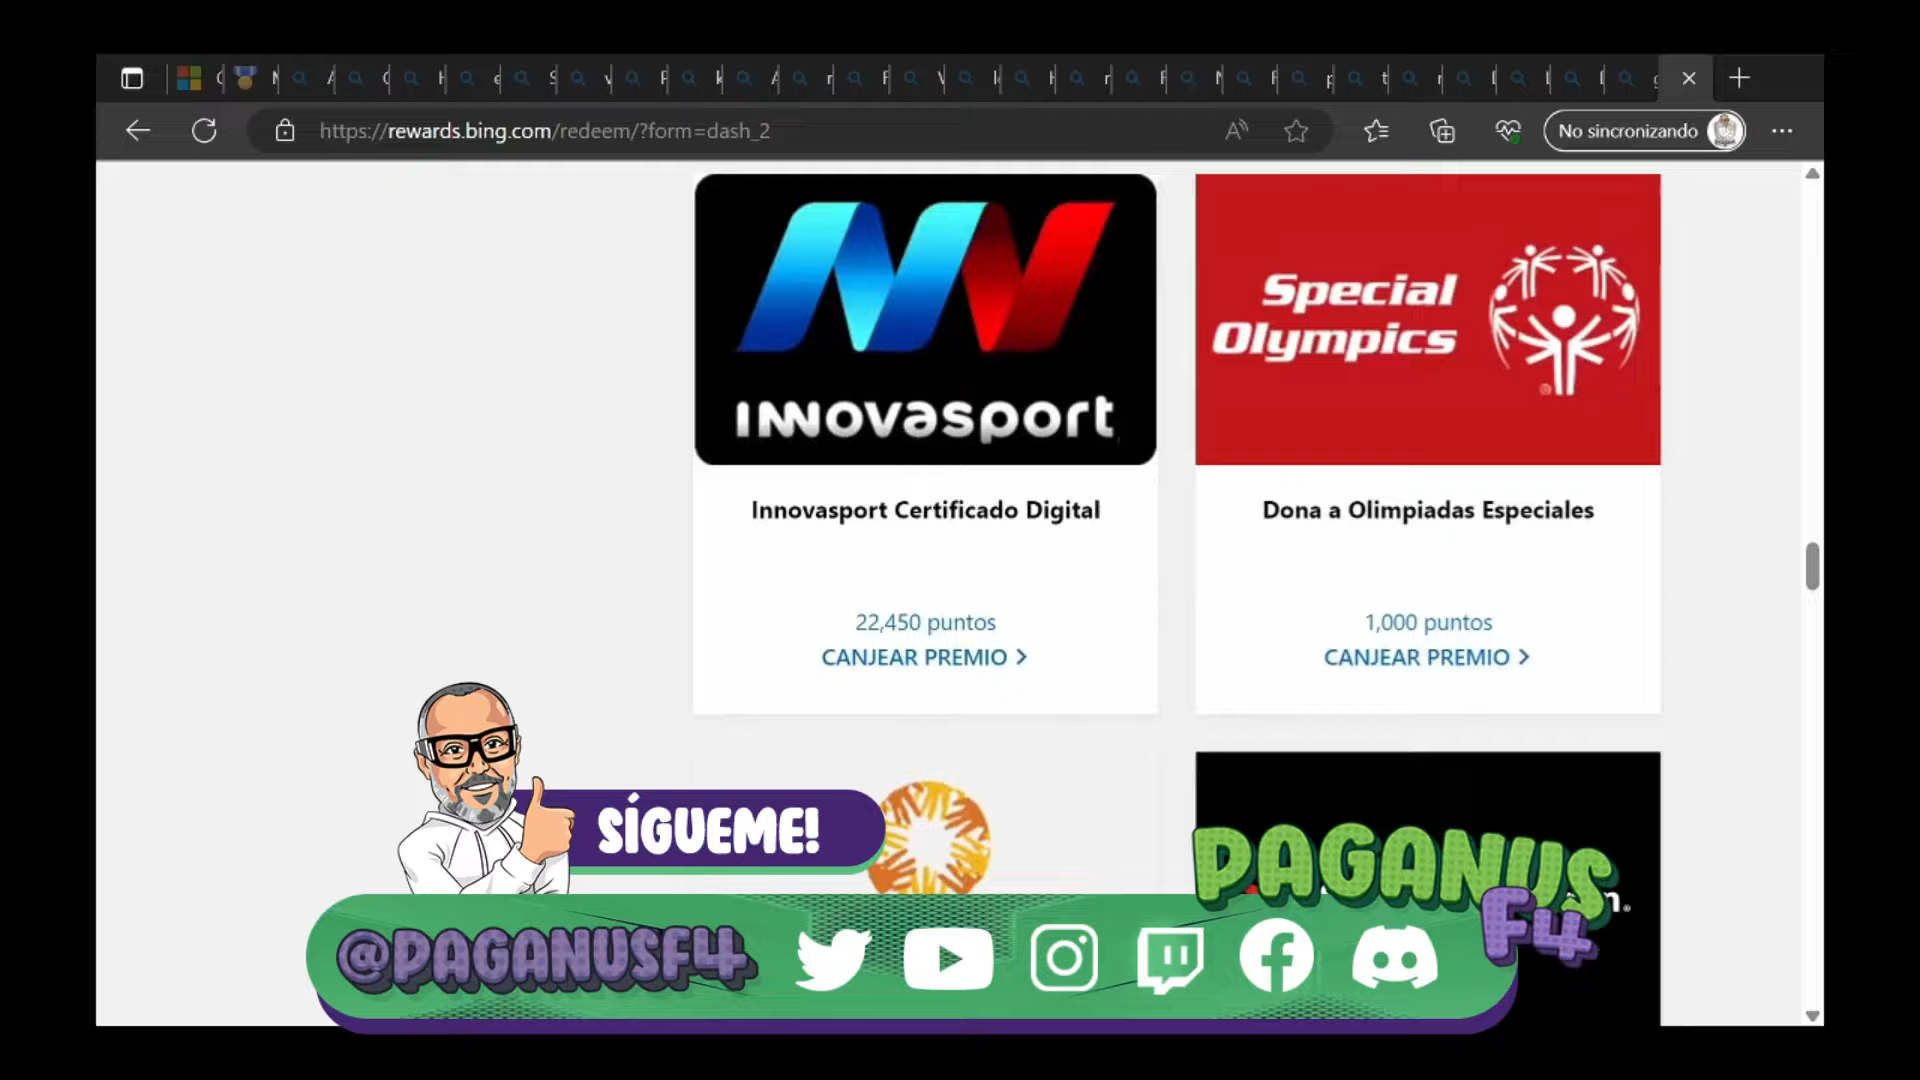 https://rewards.bing.com/redeem/?form=dash_2
No sincronizando
INNOVASPORT
Special
Olympics
Innovasport Certificado Digital
Dona a Olimpiadas Especiales
22,450 puntos
1,000 puntos
CANJEAR PREMIO >
CANJEAR PREMIO >
SÍGUEME!
PAGANUS
F4
@PAGANUSF4